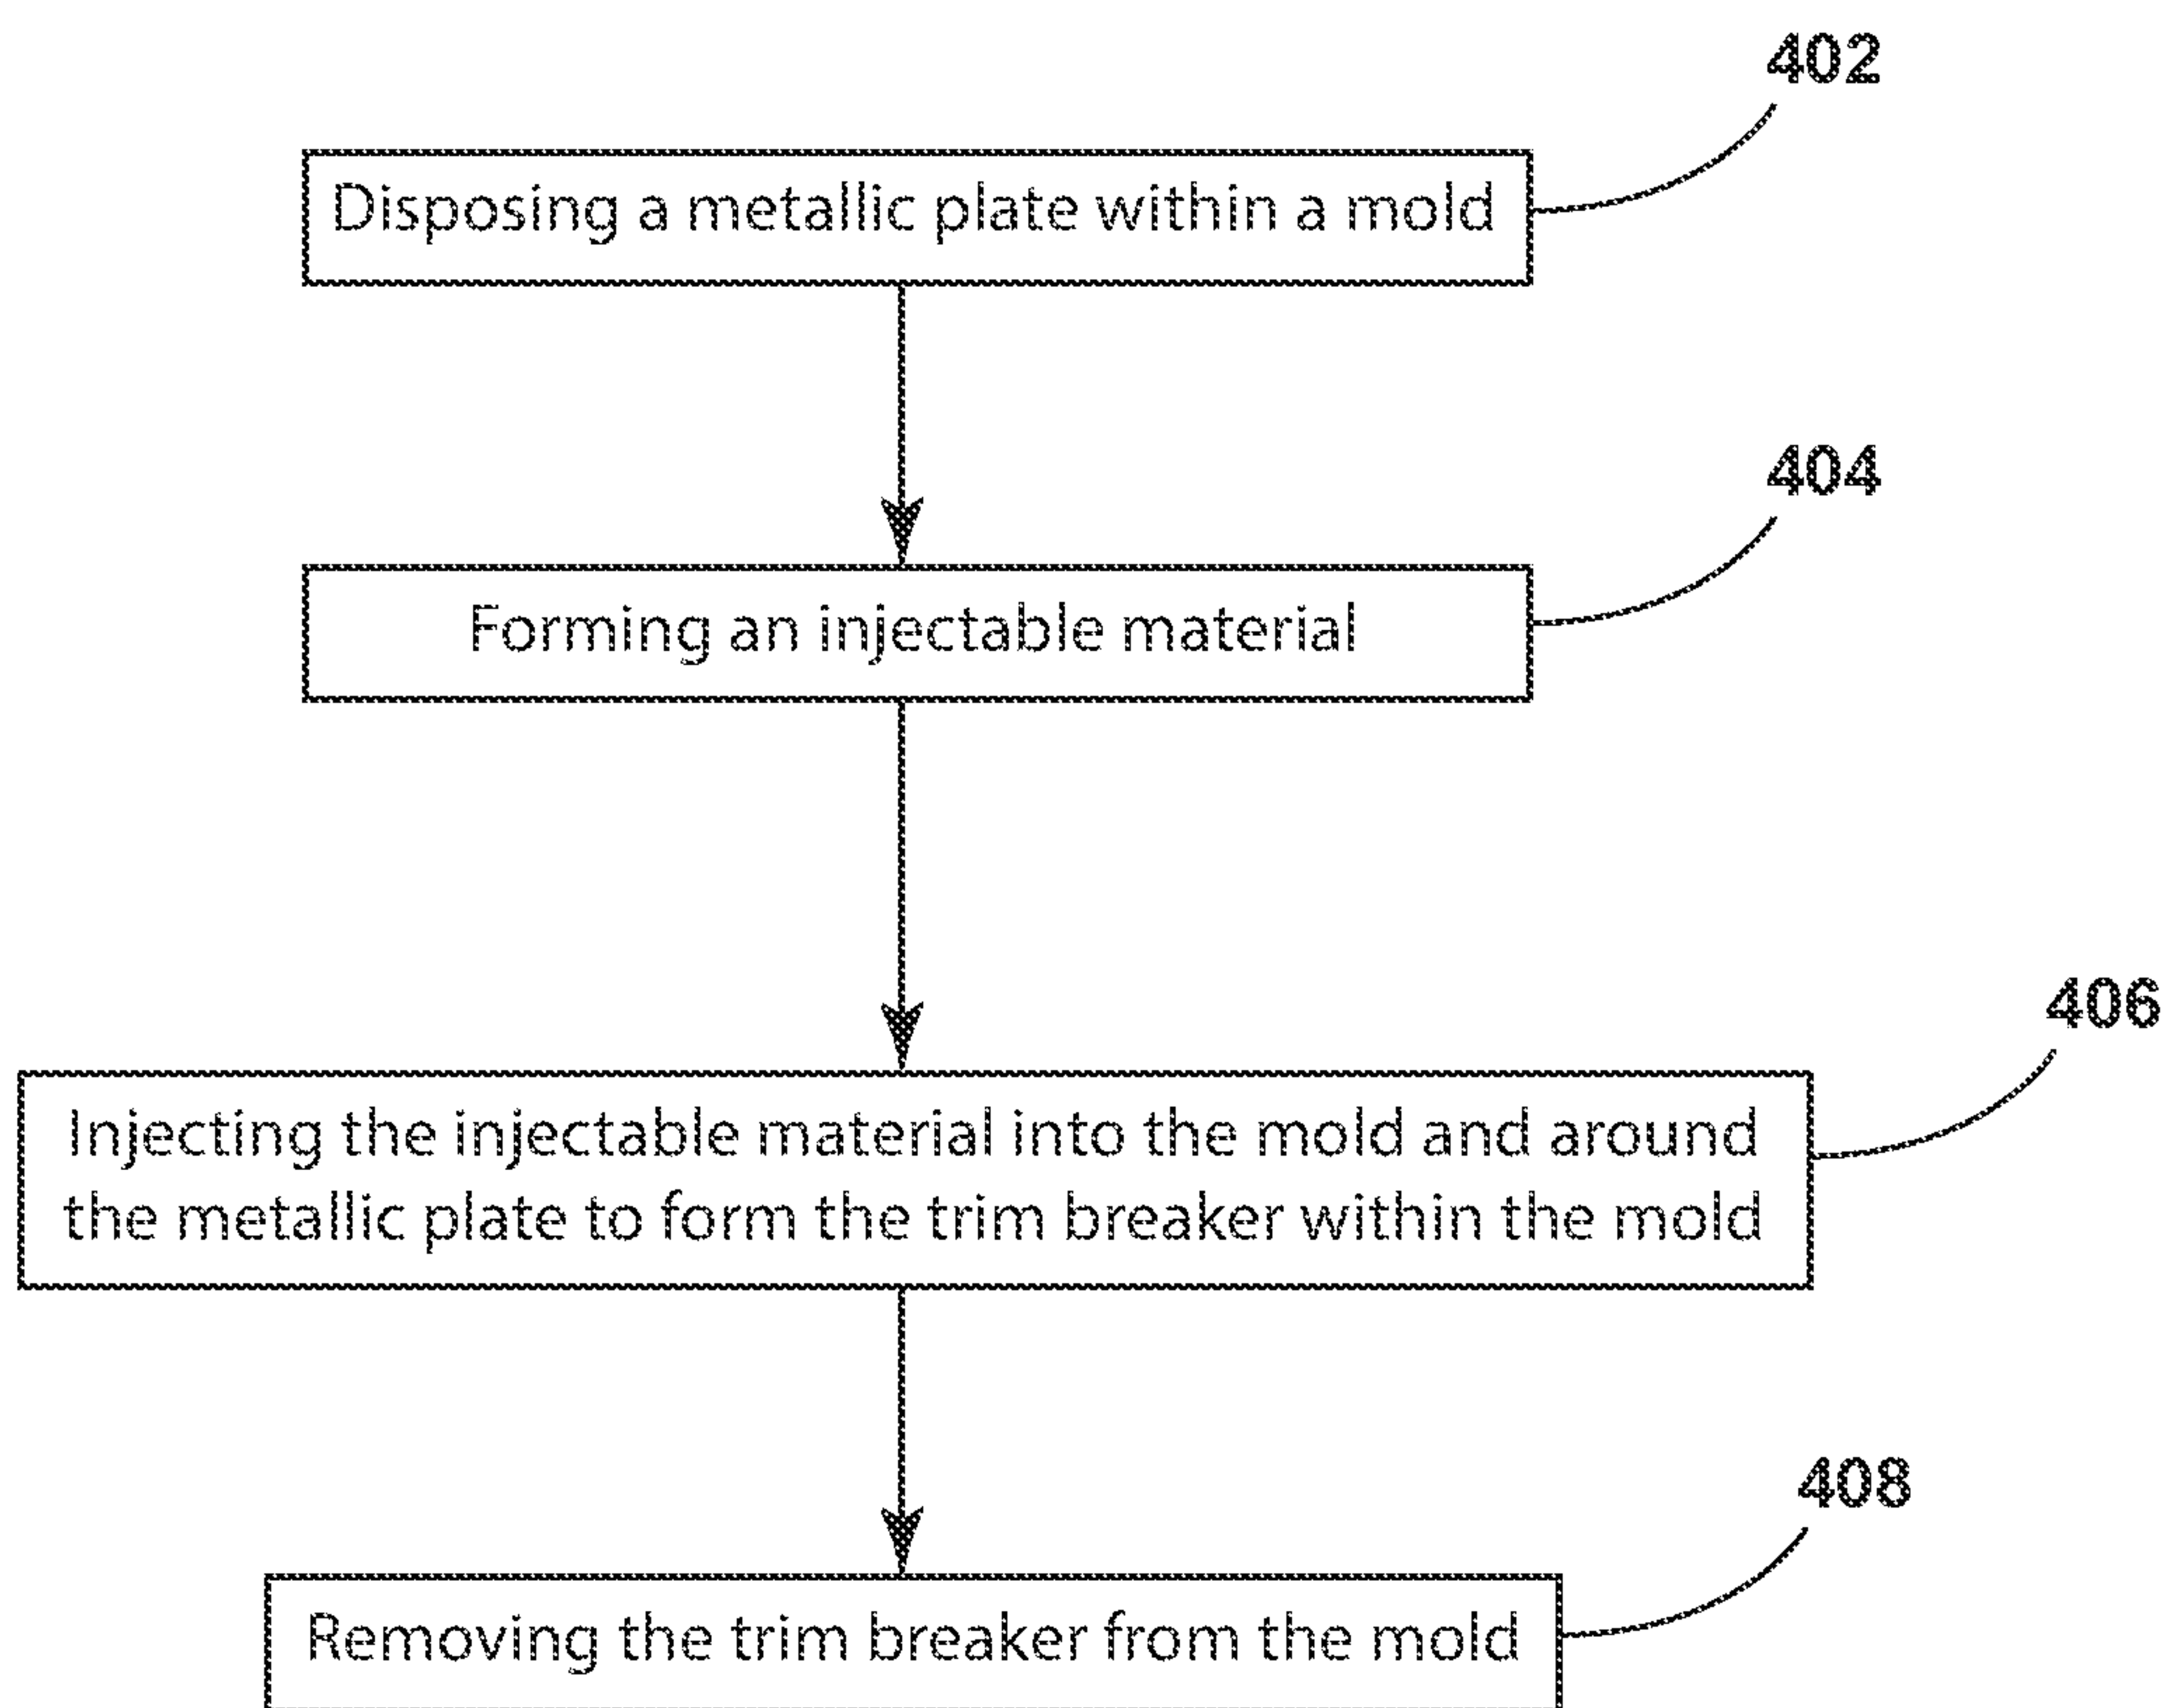 402
Disposing a metallic plate within a mold
404
Forming an injectable material
406
Injecting the injectable material into the mold and around
the metallic plate to form the trim breaker within the mold
408
Removing the trim breaker from the mold